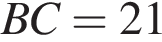 BC = 21